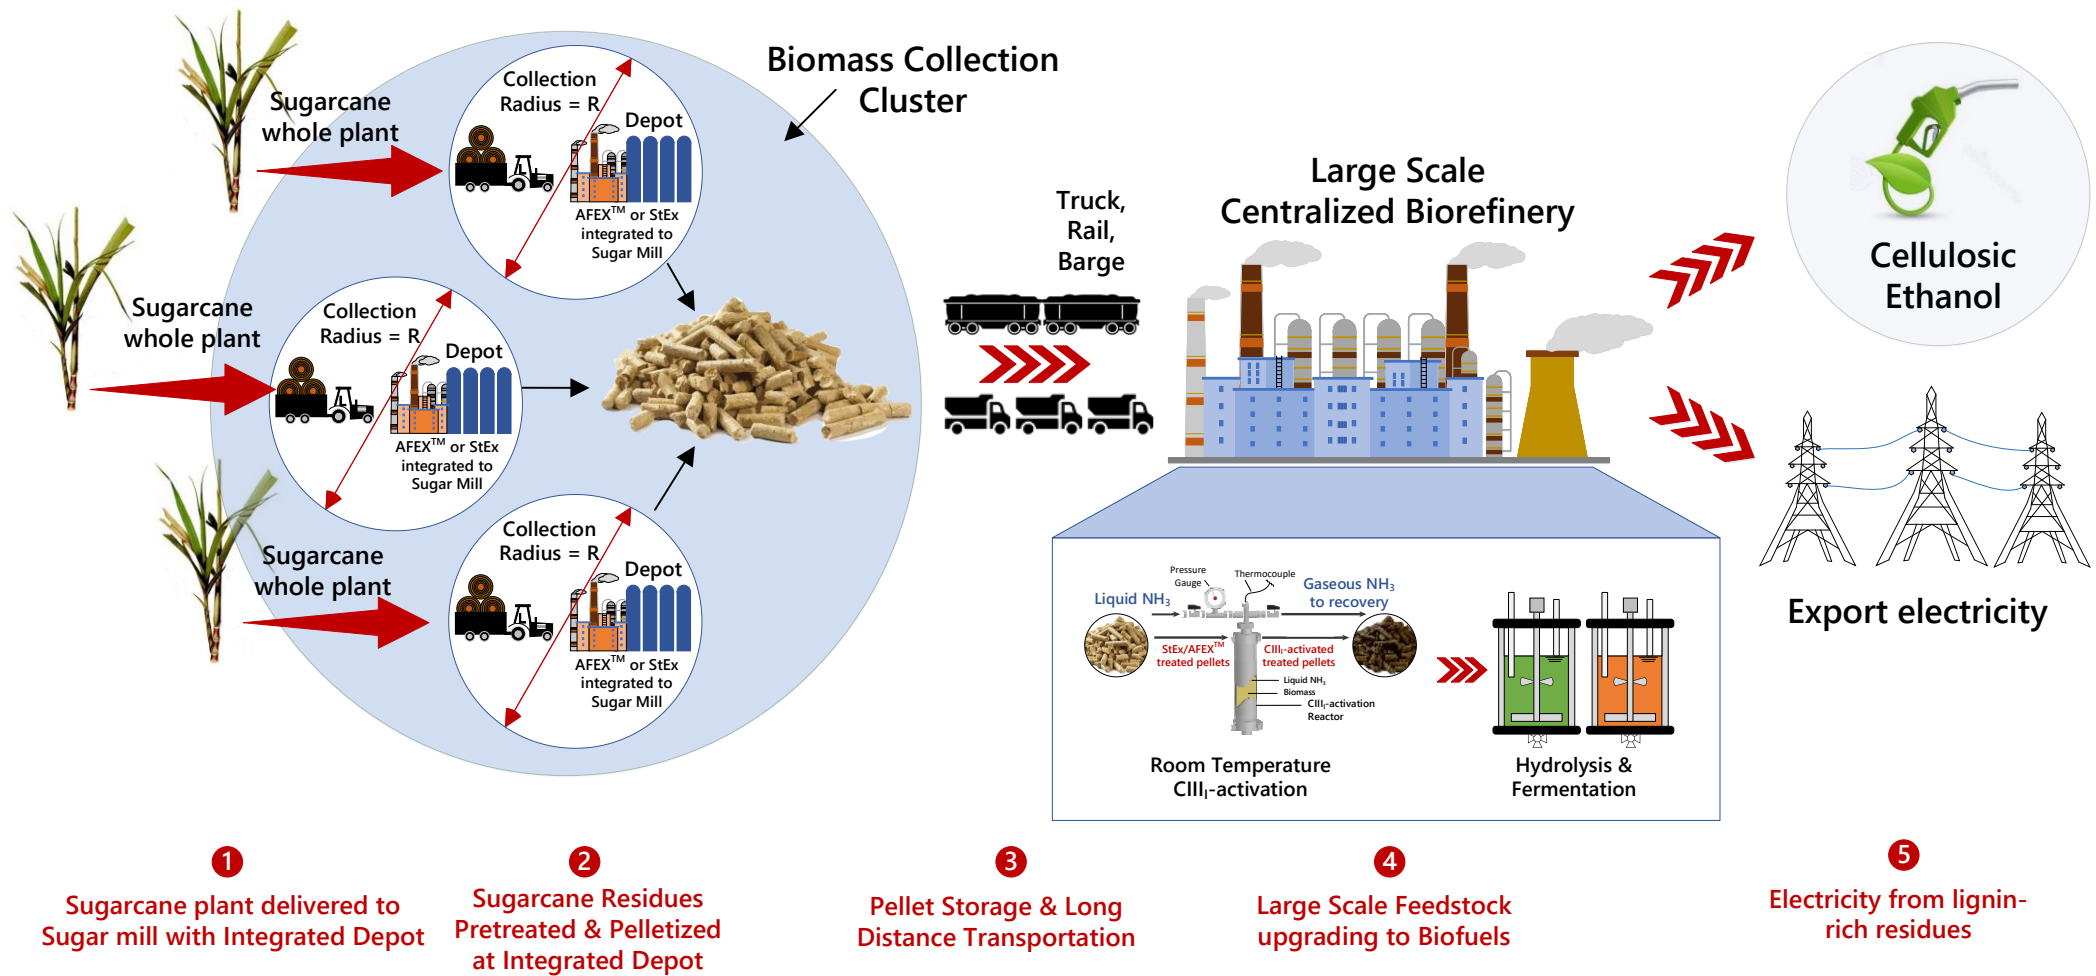 Biomass Collection
Cluster
Sugarcane
whole plant
Collection
Radius = R
Depot
AFEX™ or StEx
integrated to
Sugar Mill
Sugarcane
whole plant
Collection
Radius = R
Depot
AFEX™ or StEx
integrated to
Sugar Mill
Sugarcane
whole plant
Collection
Radius = R
Depot
AFEX™ or StEx
integrated to
Sugar Mill
Truck,
Rail,
Barge
Large Scale
Centralized Biorefinery
Cellulosic
Ethanol
Export electricity
Pressure
Gauge
Thermocouple
Liquid NH₃
Gaseous NH₃
to recovery
StEx/AFEX™
treated pellets
CIIII-activated
treated pellets
Liquid NH₃
Biomass
CIIII-activation
Reactor
Room Temperature
CIIII-activation
Hydrolysis &
Fermentation
1
Sugarcane plant delivered to
Sugar mill with Integrated Depot
2
Sugarcane Residues
Pretreated & Pelletized
at Integrated Depot
3
Pellet Storage & Long
Distance Transportation
4
Large Scale Feedstock
upgrading to Biofuels
5
Electricity from lignin-
rich residues